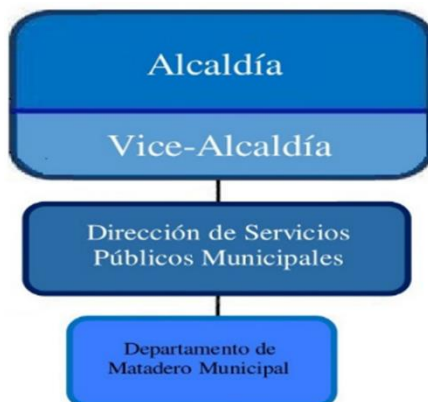 Alcaldía
Vice-Alcaldía
Dirección de Servicios
Públicos Municipales
Departamento de
Matadero Municipal